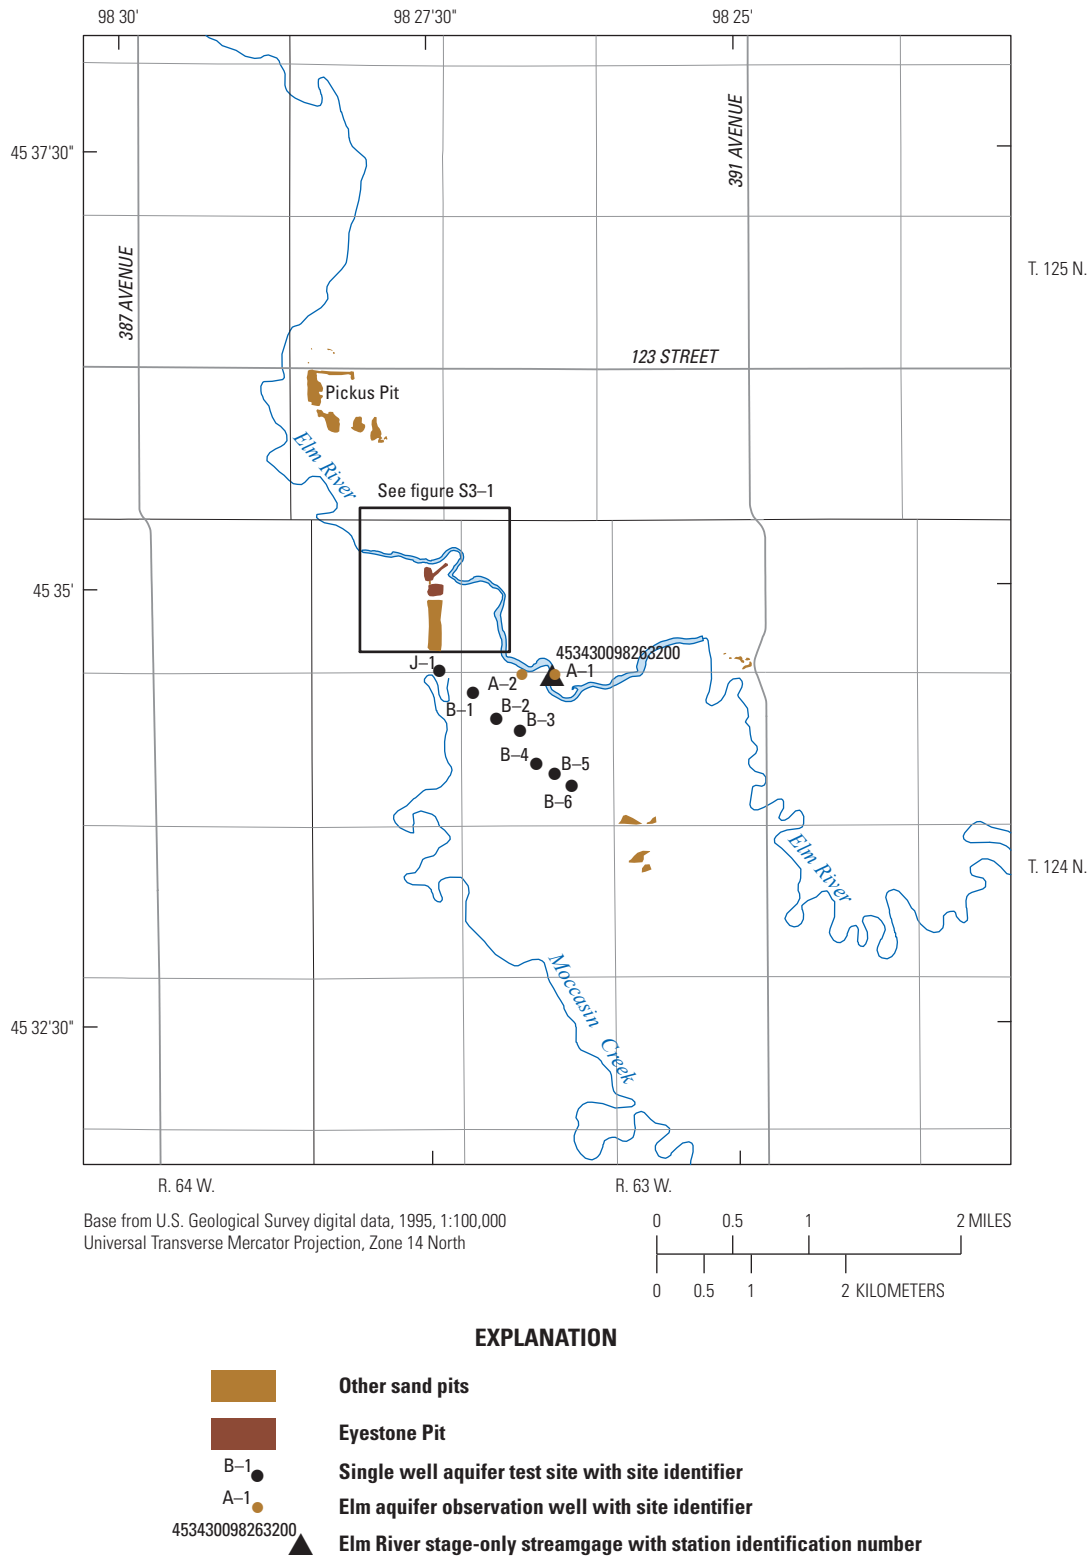 98 30'
98 27'30"
98 25'
45 37'30"
391 AVENUE
387 AVENUE
T. 125 N.
123 STREET
Pickus Pit
Elm River
See figure S3–1
45 35'
453430098263200
J–1
A–2
A–1
B–1
B–2
B–3
B–4
B–5
B–6
Elm River
T. 124 N.
Moccasin Creek
45 32'30"
R. 64 W.
R. 63 W.
Base from U.S. Geological Survey digital data, 1995, 1:100,000
Universal Transverse Mercator Projection, Zone 14 North
0 0.5 1 2 MILES
0 0.5 1 2 KILOMETERS
EXPLANATION
Other sand pits
Eyestone Pit
B–1
Single well aquifer test site with site identifier
A–1
Elm aquifer observation well with site identifier
453430098263200
Elm River stage-only streamgage with station identification number